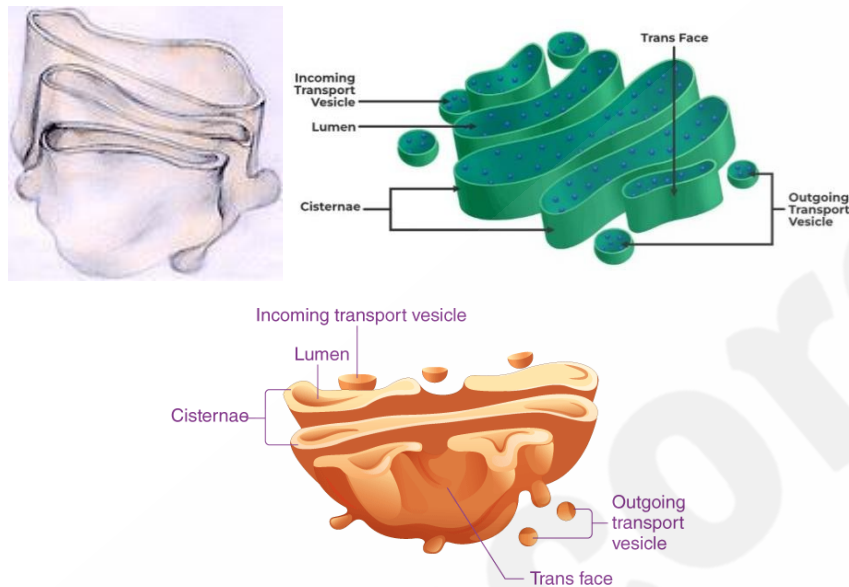 Trans Face
Incoming
Transport
Vesicle
Lumen
Cisternae
Outgoing
Transport
Vesicle
Incoming transport vesicle
Lumen
Cisternae
Outgoing
transport
vesicle
Trans face